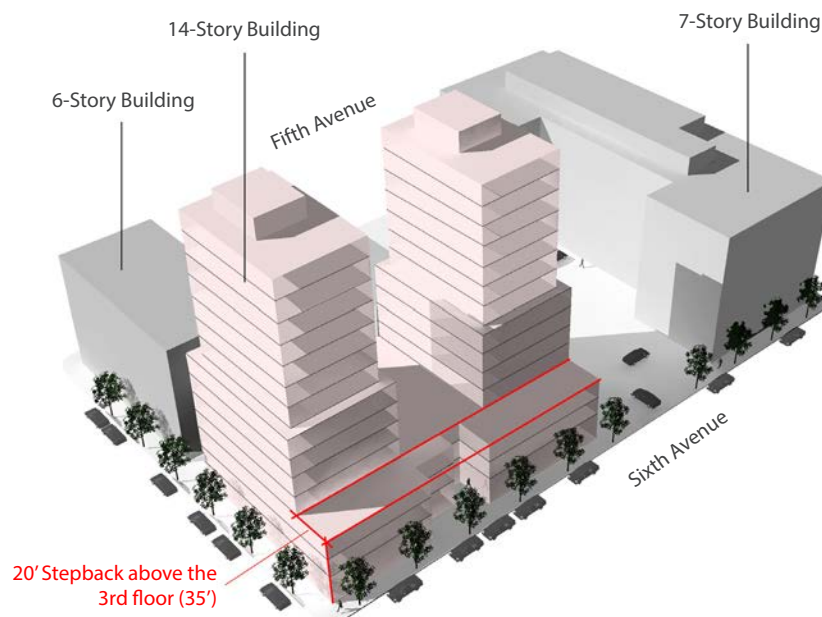 14-Story Building
7-Story Building
6-Story Building
Fifth Avenue
Sixth Avenue
20' Stepback above the
3rd floor (35')